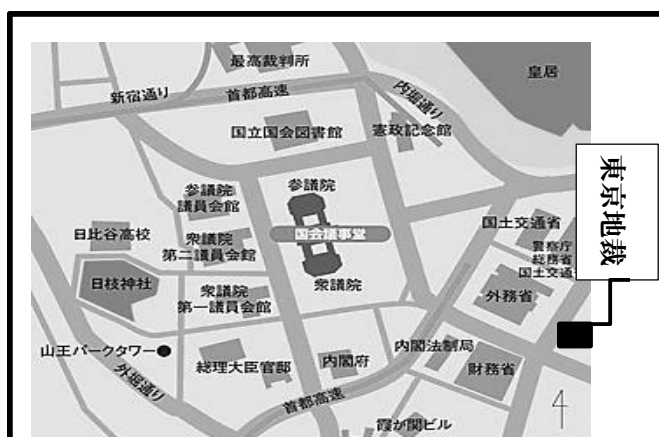 最高裁判所
皇居
新宿通り
首都高速
内堀通り
国立国会図書館
憲政記念館
東京地裁
参議院
議員会館
参議院
国土交通省
日比谷高校
衆議院
第二議員会館
国会議事堂
警察庁
総務省
国土交通省
日枝神社
衆議院
第一議員会館
衆議院
外務省
山王パークタワー
総理大臣官邸
内閣府
内閣法制局
財務省
外堀通り
首都高速
霞が関ビル
4